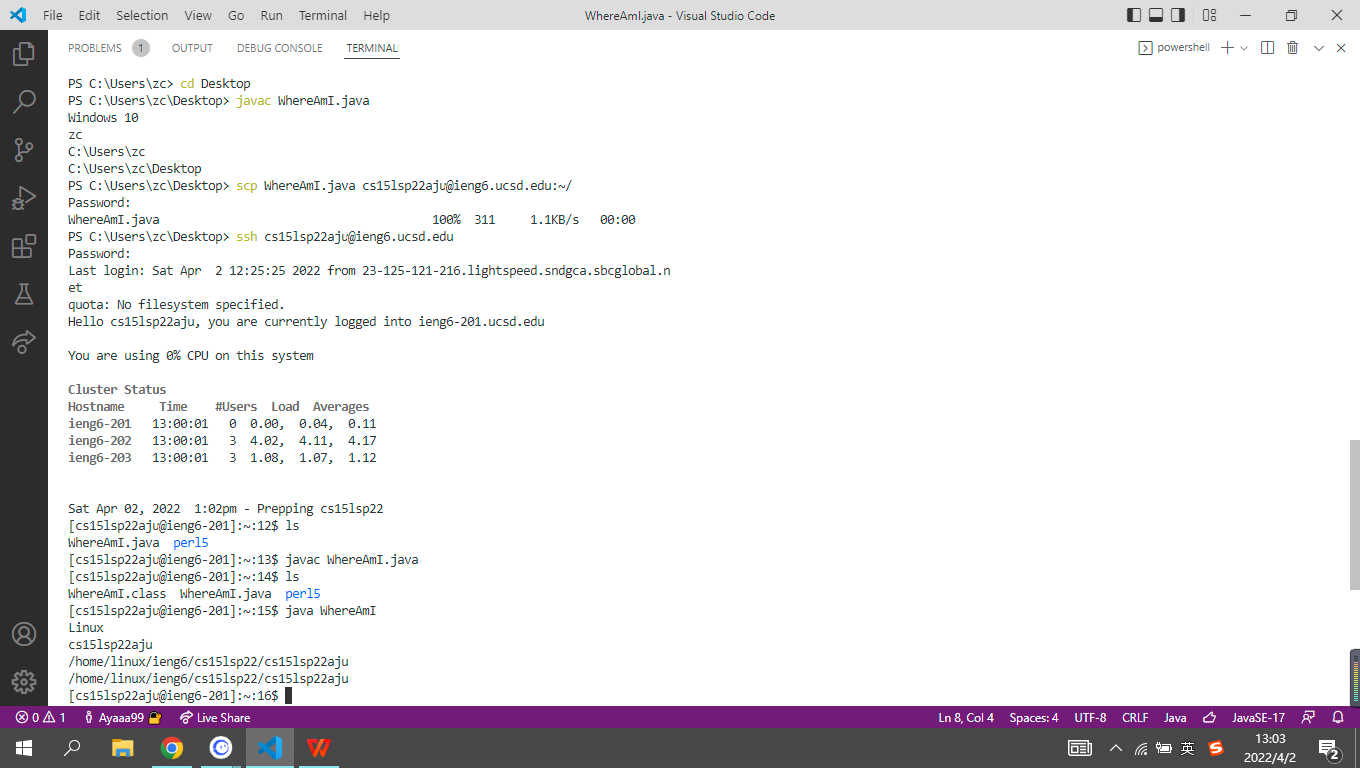 File Edit Selection View Go Run Terminal Help WhereAmI.java - Visual Studio Code
PROBLEMS 1 OUTPUT DEBUG CONSOLE TERMINAL powershell
PS C:\Users\zc> cd Desktop
PS C:\Users\zc\Desktop> javac WhereAmI.java
Windows 10
zc
C:\Users\zc
C:\Users\zc\Desktop
PS C:\Users\zc\Desktop> scp WhereAmI.java cs15lsp22aju@ieng6.ucsd.edu:~/
Password:
WhereAmI.java 100% 311 1.1KB/s 00:00
PS C:\Users\zc\Desktop> ssh cs15lsp22aju@ieng6.ucsd.edu
Password:
Last login: Sat Apr  2 12:25:25 2022 from 23-125-121-216.lightspeed.sndgca.sbcglobal.n
et
quota: No filesystem specified.
Hello cs15lsp22aju, you are currently logged into ieng6-201.ucsd.edu
You are using 0% CPU on this system
Cluster Status
Hostname Time #Users Load Averages
ieng6-201 13:00:01 0 0.00, 0.04, 0.11
ieng6-202 13:00:01 3 4.02, 4.11, 4.17
ieng6-203 13:00:01 3 1.08, 1.07, 1.12
Sat Apr 02, 2022  1:02pm - Prepping cs15lsp22
[cs15lsp22aju@ieng6-201]:~:12$ ls
WhereAmI.java  perl5
[cs15lsp22aju@ieng6-201]:~:13$ javac WhereAmI.java
[cs15lsp22aju@ieng6-201]:~:14$ ls
WhereAmI.class  WhereAmI.java  perl5
[cs15lsp22aju@ieng6-201]:~:15$ java WhereAmI
Linux
cs15lsp22aju
/home/linux/ieng6/cs15lsp22/cs15lsp22aju
/home/linux/ieng6/cs15lsp22/cs15lsp22aju
[cs15lsp22aju@ieng6-201]:~:16$
0 1 Ayaaa99 Live Share Ln 8, Col 4 Spaces: 4 UTF-8 CRLF Java JavaSE-17
英 13:03
2022/4/2 2